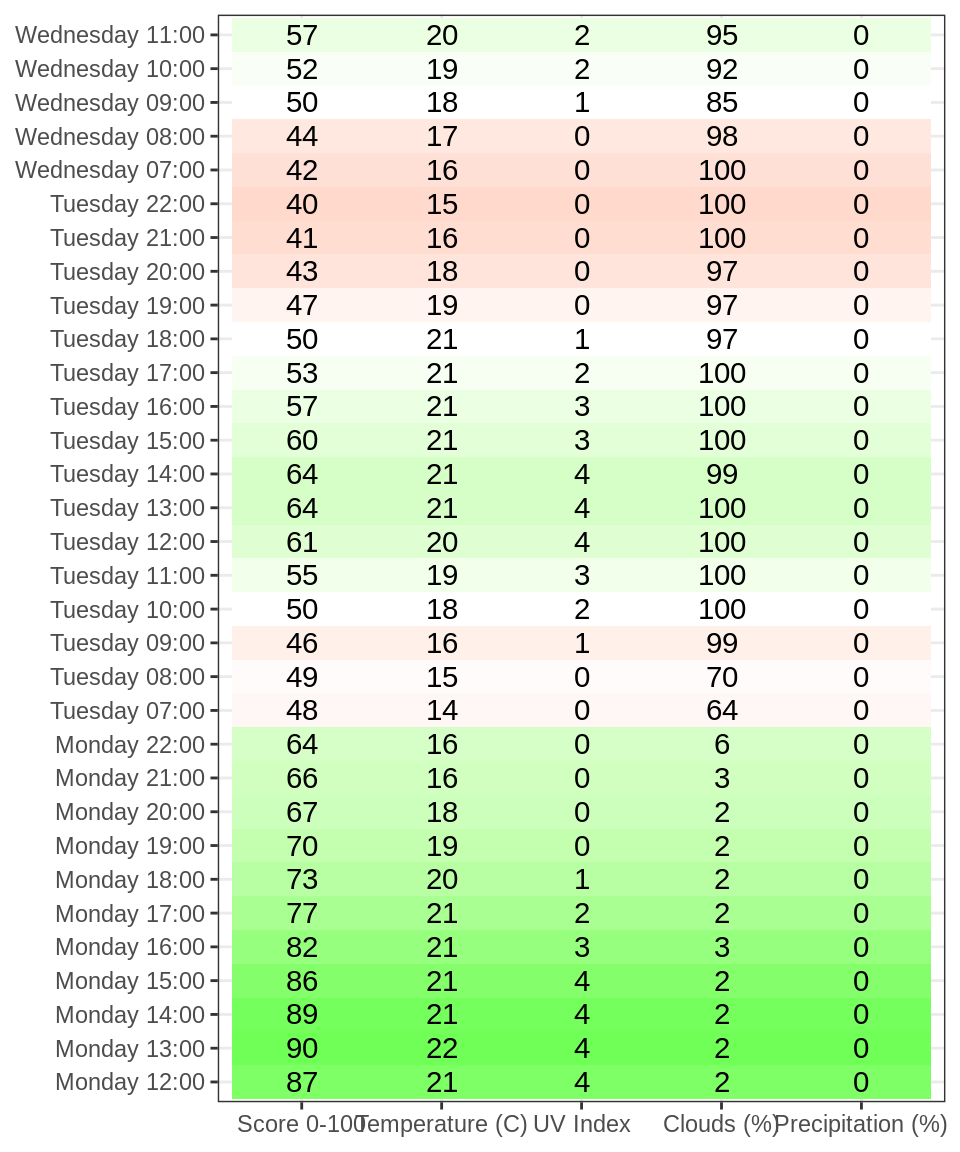 Wednesday 11:00 57 20 2 95 0
Wednesday 10:00 52 19 2 92 0
Wednesday 09:00 50 18 1 85 0
Wednesday 08:00 44 17 0 98 0
Wednesday 07:00 42 16 0 100 0
Tuesday 22:00 40 15 0 100 0
Tuesday 21:00 41 16 0 100 0
Tuesday 20:00 43 18 0 97 0
Tuesday 19:00 47 19 0 97 0
Tuesday 18:00 50 21 1 97 0
Tuesday 17:00 53 21 2 100 0
Tuesday 16:00 57 21 3 100 0
Tuesday 15:00 60 21 3 100 0
Tuesday 14:00 64 21 4 99 0
Tuesday 13:00 64 21 4 100 0
Tuesday 12:00 61 20 4 100 0
Tuesday 11:00 55 19 3 100 0
Tuesday 10:00 50 18 2 100 0
Tuesday 09:00 46 16 1 99 0
Tuesday 08:00 49 15 0 70 0
Tuesday 07:00 48 14 0 64 0
Monday 22:00 64 16 0 6 0
Monday 21:00 66 16 0 3 0
Monday 20:00 67 18 0 2 0
Monday 19:00 70 19 0 2 0
Monday 18:00 73 20 1 2 0
Monday 17:00 77 21 2 2 0
Monday 16:00 82 21 3 3 0
Monday 15:00 86 21 4 2 0
Monday 14:00 89 21 4 2 0
Monday 13:00 90 22 4 2 0
Monday 12:00 87 21 4 2 0
Score 0-100 Temperature (C) UV Index Clouds (%) Precipitation (%)